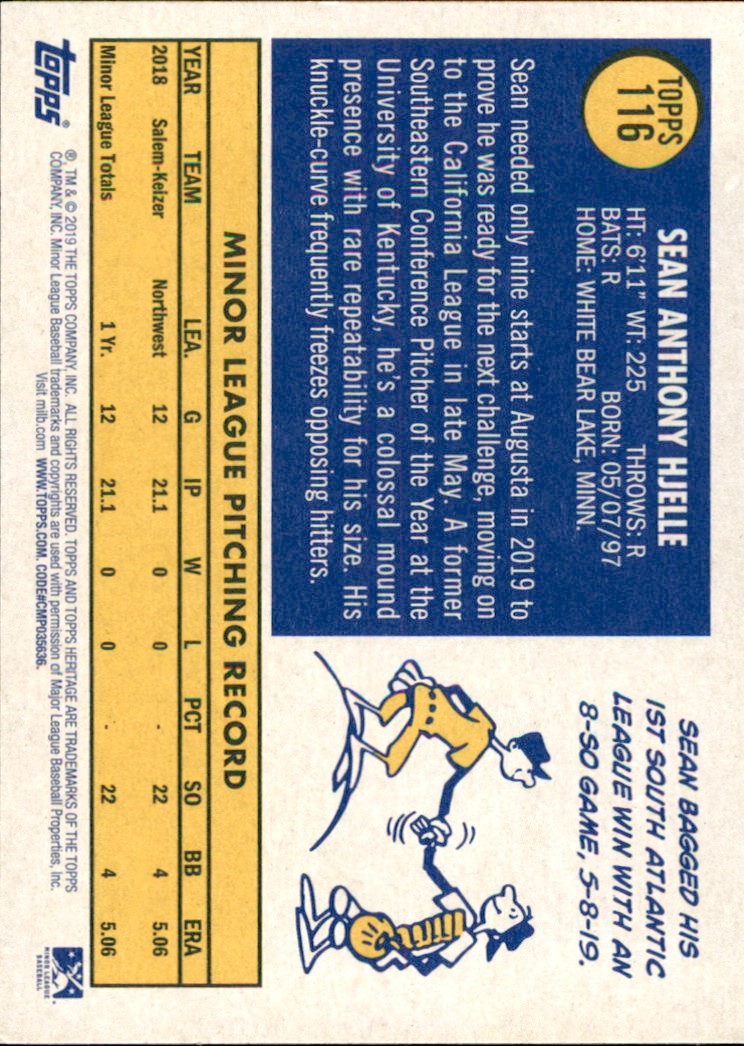 TOPPS
116
SEAN ANTHONY HJELLE
HT: 6'11" WT: 225 THROWS: R
BATS: R BORN: 05/07/97
HOME: WHITE BEAR LAKE, MINN.
Sean needed only nine starts at Augusta in 2019 to
prove he was ready for the next challenge, moving on
to the California League in late May. A former
Southeastern Conference Pitcher of the Year at the
University of Kentucky, he's a colossal mound
presence with rare repeatability for his size. His
knuckle-curve frequently freezes opposing hitters.
SEAN BAGGED HIS
1ST SOUTH ATLANTIC
LEAGUE WIN WITH AN
8-SO GAME, 5-8-19.
MINOR LEAGUE PITCHING RECORD
YEAR TEAM LEA. G IP W L PCT SO BB ERA
2018 Salem-Keizer Northwest 12 21.1 0 0 - 22 4 5.06
Minor League Totals 1 Yr. 12 21.1 0 0 - 22 4 5.06
topps®
®, TM & © 2019 THE TOPPS COMPANY, INC. ALL RIGHTS RESERVED. TOPPS AND TOPPS HERITAGE ARE TRADEMARKS OF THE TOPPS
COMPANY, INC. Minor League Baseball trademarks and copyrights are used with permission of Major League Baseball Properties, Inc.
Visit milb.com WWW.TOPPS.COM. CODE#CMP035636.
MINOR LEAGUE
BASEBALL